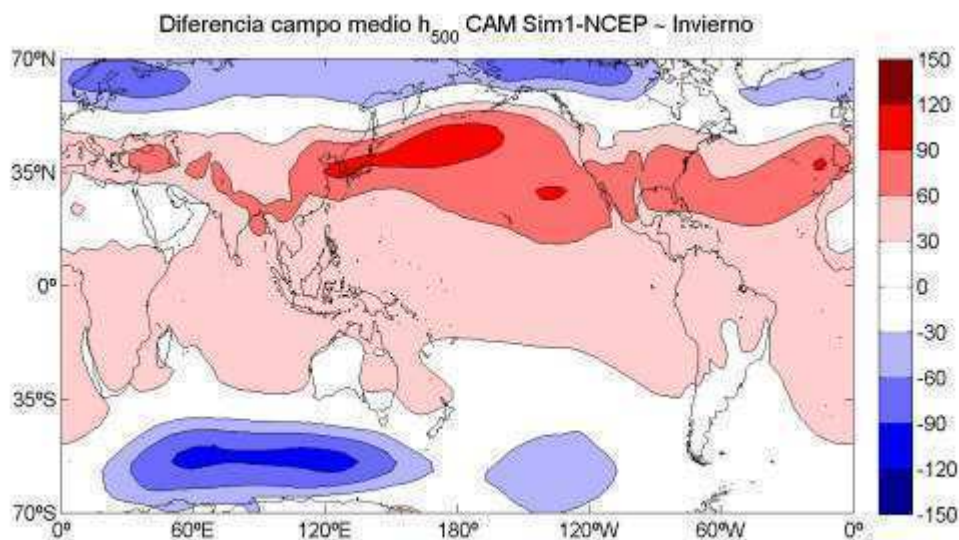 Diferencia campo medio h500 CAM Sim1-NCEP ~ Invierno
70ºN
35ºN
0º
35ºS
70ºS
0º
60ºE
120ºE
180º
120ºW
60ºW
0º
150
120
90
60
30
0
-30
-60
-90
-120
-150